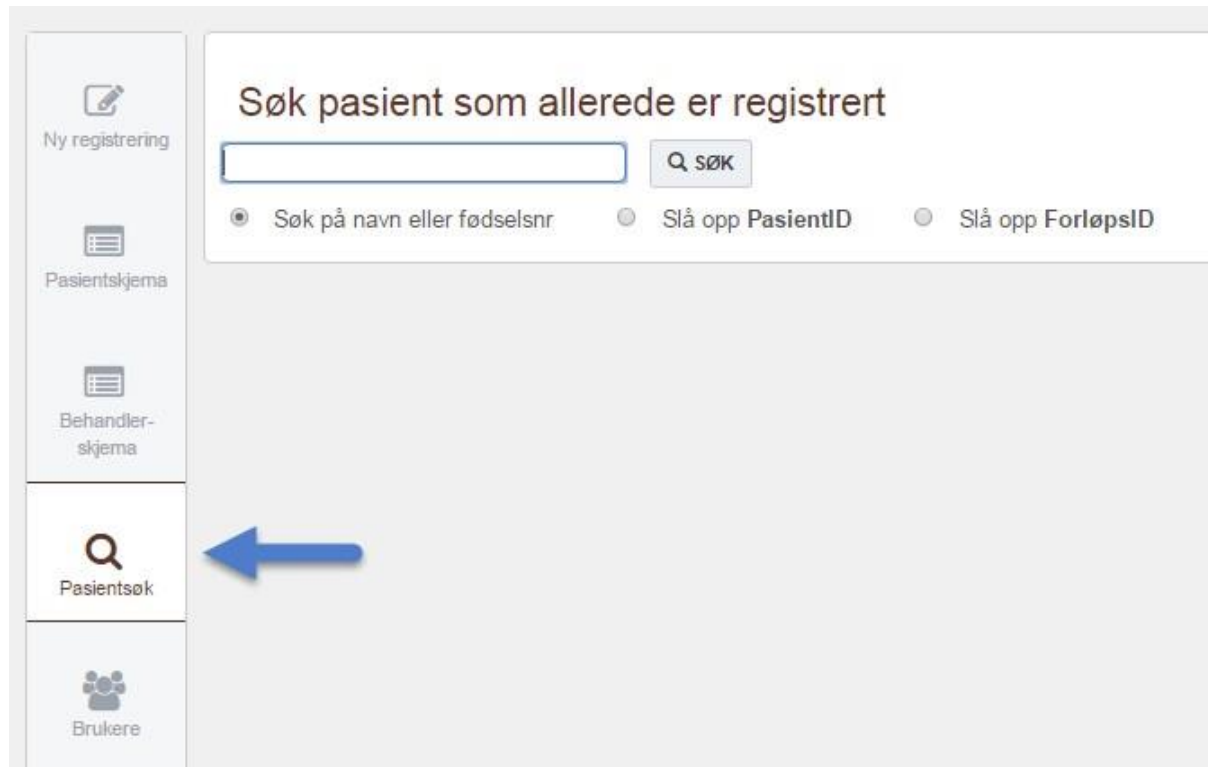 Ny registrering
Pasientskjema
Behandler-
skjema
Pasientsøk
Brukere
Søk pasient som allerede er registrert
SØK
Søk på navn eller fødselsnr
Slå opp PasientID
Slå opp ForløpsID